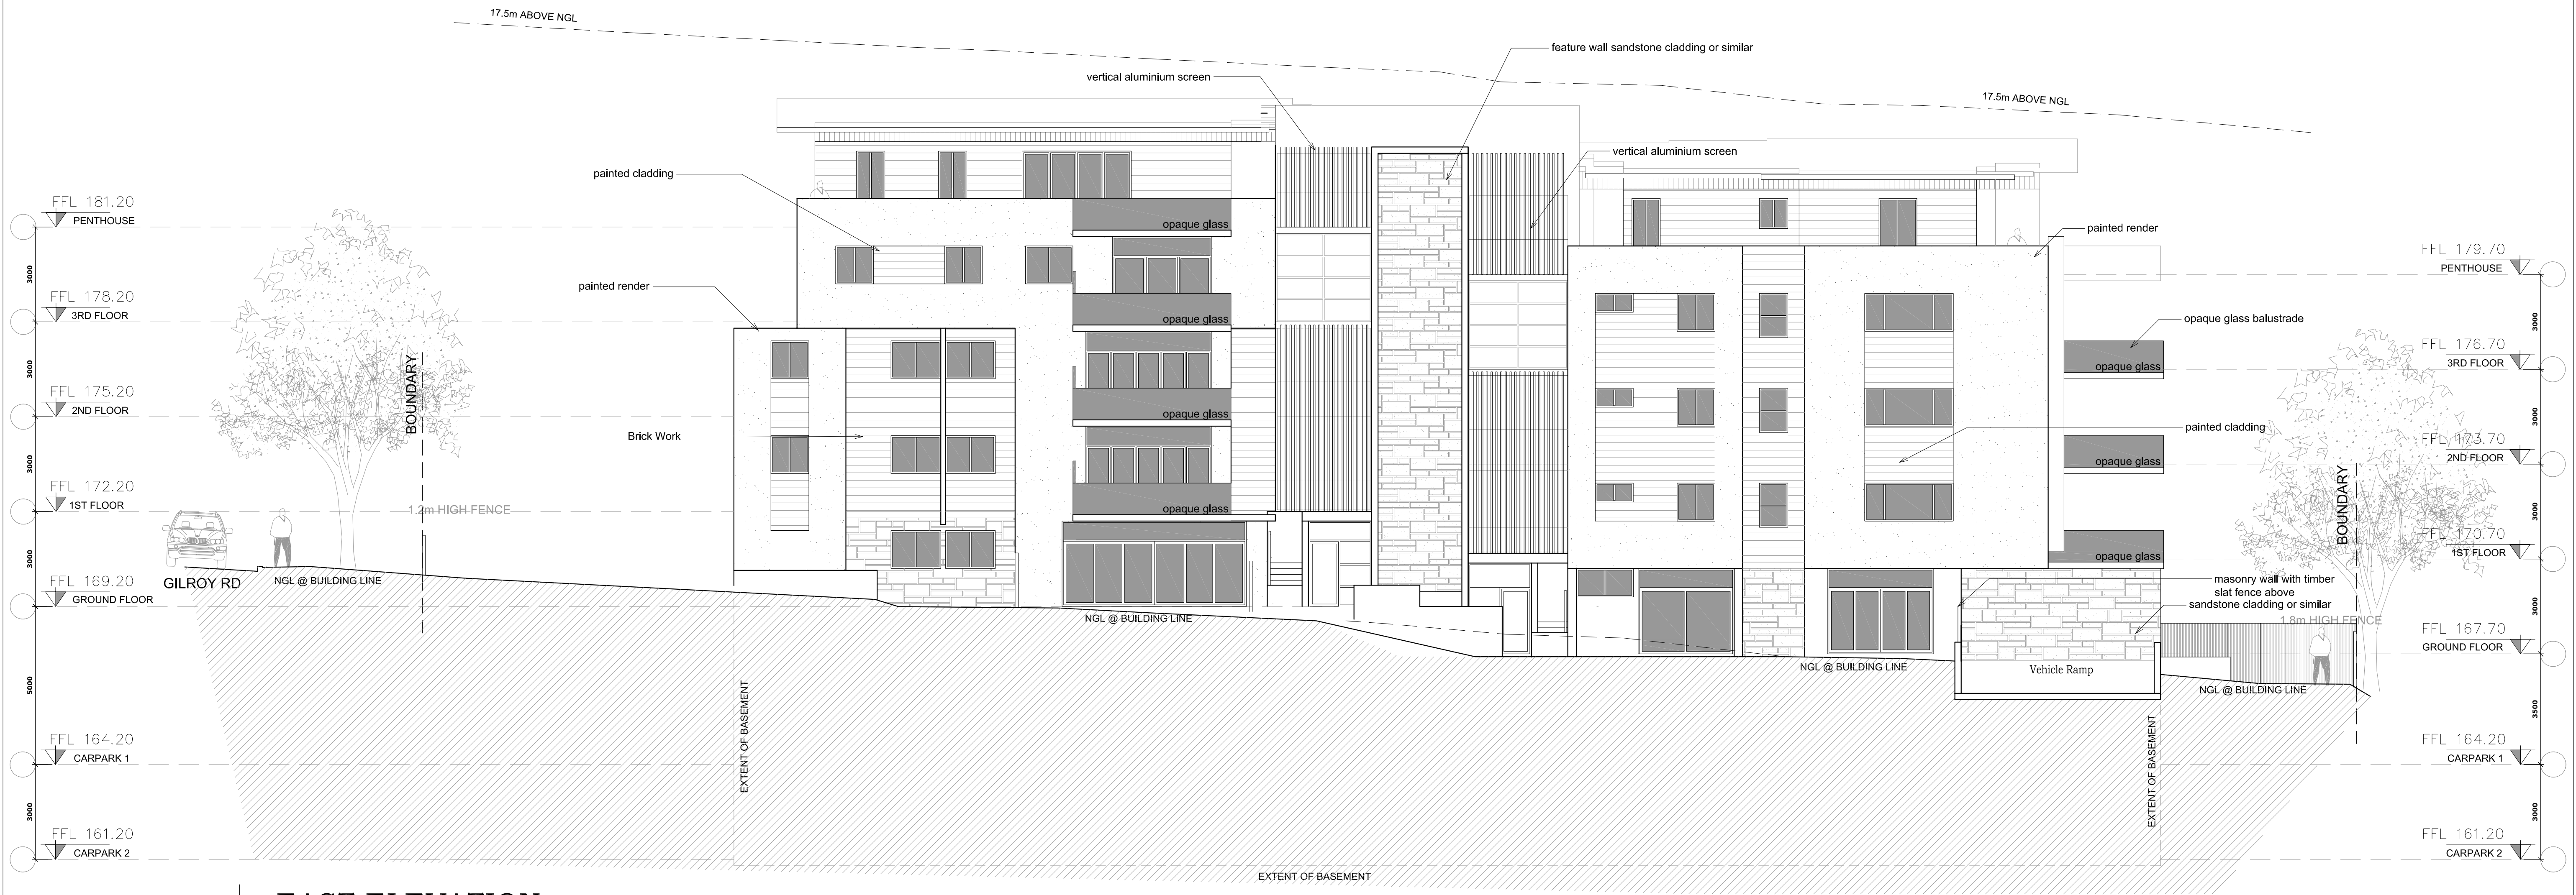 17.5m ABOVE NGL
feature wall sandstone cladding or similar
vertical aluminium screen
17.5m ABOVE NGL
vertical aluminium screen
painted cladding
FFL 181.20
PENTHOUSE
opaque glass
painted render
FFL 179.70
PENTHOUSE
3000
painted render
FFL 178.20
3RD FLOOR
opaque glass
opaque glass balustrade
3000
FFL 176.70
3RD FLOOR
opaque glass
3000
BOUNDARY
FFL 175.20
2ND FLOOR
opaque glass
3000
painted cladding
Brick Work
FFL 173.70
2ND FLOOR
opaque glass
3000
FFL 172.20
1ST FLOOR
1.2m HIGH FENCE
opaque glass
BOUNDARY
3000
FFL 170.70
1ST FLOOR
opaque glass
3000
GILROY RD
NGL @ BUILDING LINE
masonry wall with timber
slat fence above
sandstone cladding or similar
FFL 169.20
GROUND FLOOR
3000
NGL @ BUILDING LINE
1.8m HIGH FENCE
FFL 167.70
GROUND FLOOR
NGL @ BUILDING LINE
Vehicle Ramp
NGL @ BUILDING LINE
5000
3500
EXTENT OF BASEMENT
EXTENT OF BASEMENT
FFL 164.20
CARPARK 1
FFL 164.20
CARPARK 1
3000
3000
FFL 161.20
CARPARK 2
FFL 161.20
CARPARK 2
EXTENT OF BASEMENT
EAST ELEVATION